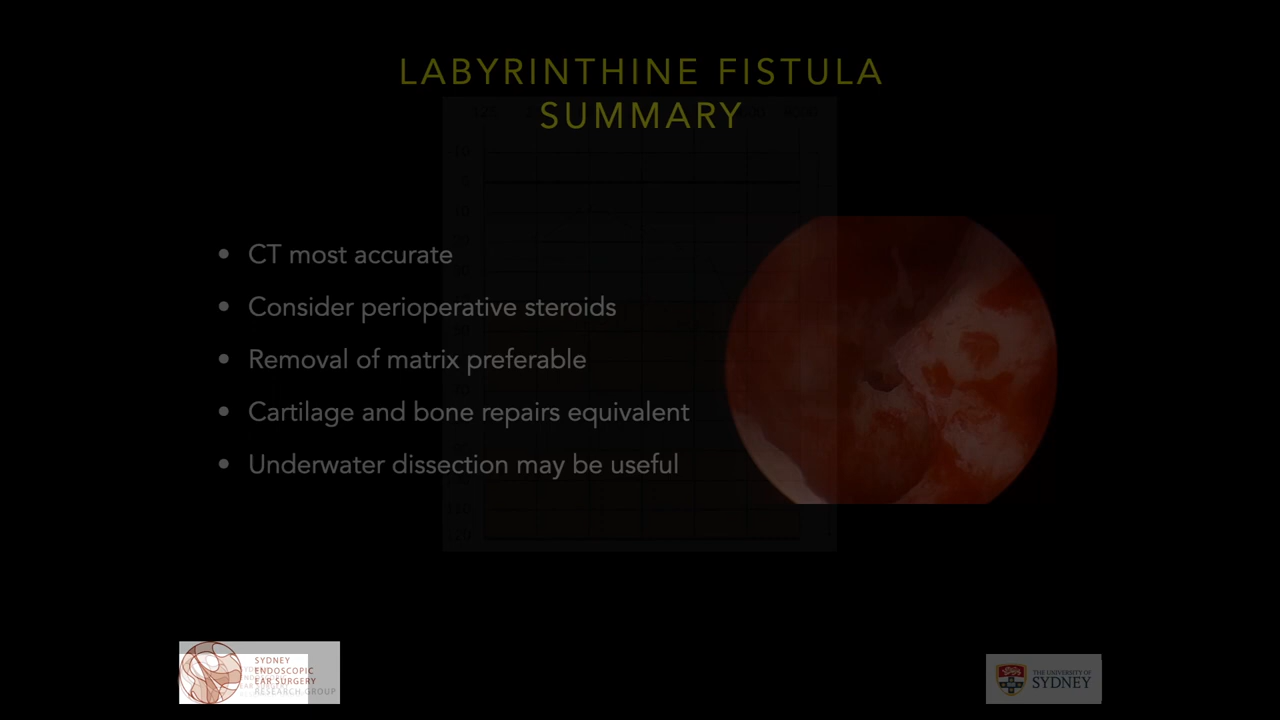 LABYRINTHINE FISTULA
SUMMARY
• CT most accurate
• Consider perioperative steroids
• Removal of matrix preferable
• Cartilage and bone repairs equivalent
• Underwater dissection may be useful
SYDNEY
ENDOSCOPIC
EAR SURGERY
RESEARCH GROUP
THE UNIVERSITY OF
SYDNEY